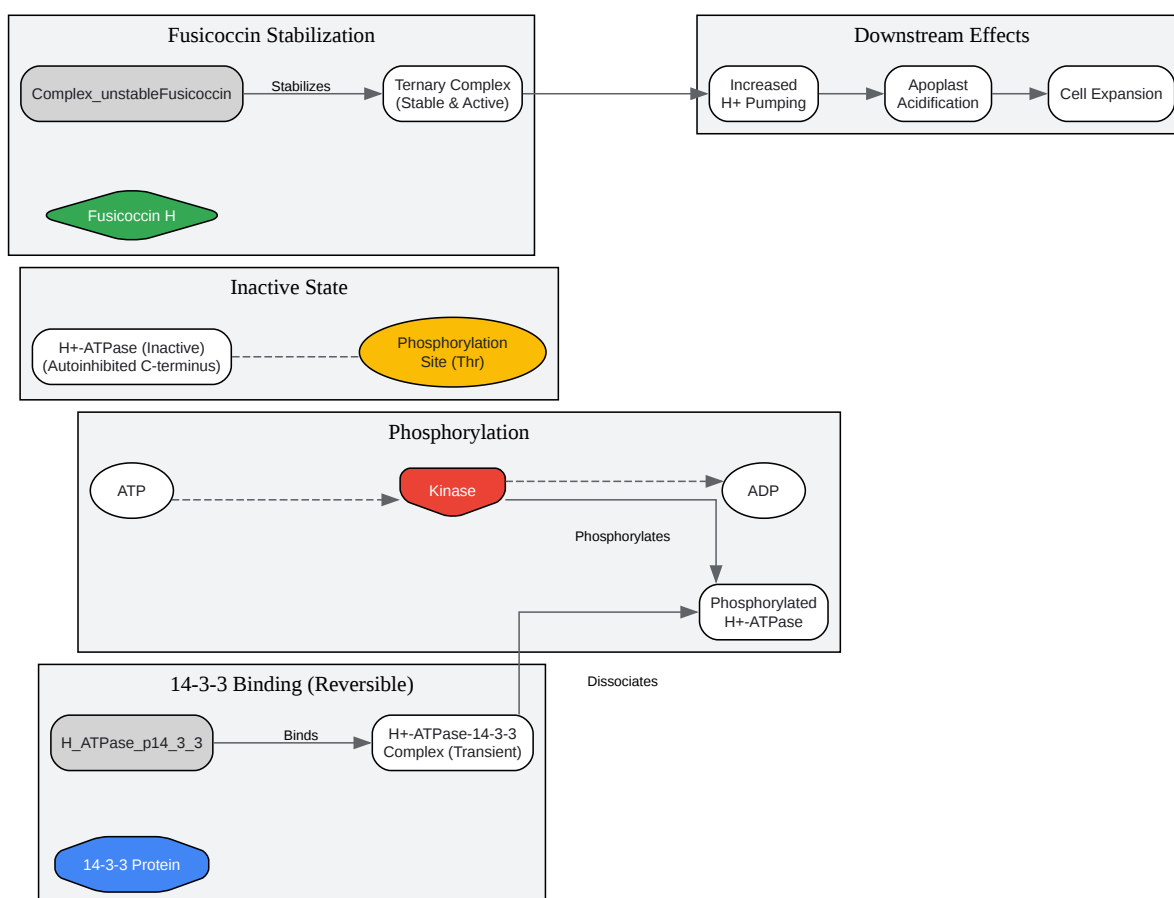 Fusicoccin Stabilization
Complex_unstableFusicoccin
Stabilizes
Ternary Complex
(Stable & Active)
Fusicoccin H
Downstream Effects
Increased
H+ Pumping
Apoplast
Acidification
Cell Expansion
Inactive State
H+-ATPase (Inactive)
(Autoinhibited C-terminus)
Phosphorylation
Site (Thr)
Phosphorylation
ATP
Kinase
ADP
Phosphorylates
Phosphorylated
H+-ATPase
Dissociates
14-3-3 Binding (Reversible)
H_ATPase_p14_3_3
Binds
H+-ATPase-14-3-3
Complex (Transient)
14-3-3 Protein